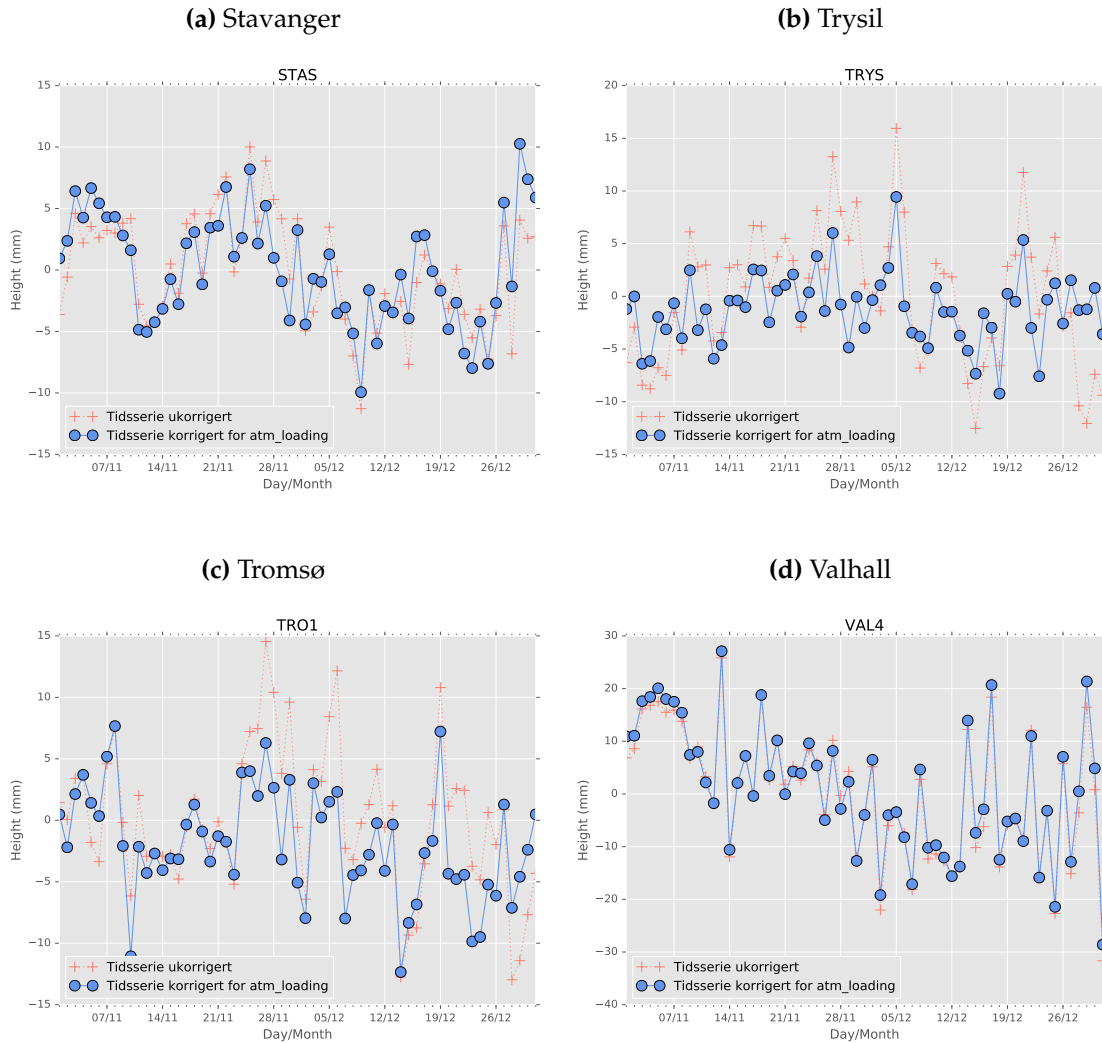 (a) Stavanger
STAS
Height (mm)
15
10
5
0
−5
−10
−15
Tidsserie ukorrigert
Tidsserie korrigert for atm_loading
07/11 14/11 21/11 28/11 05/12 12/12 19/12 26/12
Day/Month
(b) Trysil
TRYS
Height (mm)
20
15
10
5
0
−5
−10
−15
Tidsserie ukorrigert
Tidsserie korrigert for atm_loading
07/11 14/11 21/11 28/11 05/12 12/12 19/12 26/12
Day/Month
(c) Tromsø
TRO1
Height (mm)
15
10
5
0
−5
−10
−15
Tidsserie ukorrigert
Tidsserie korrigert for atm_loading
07/11 14/11 21/11 28/11 05/12 12/12 19/12 26/12
Day/Month
(d) Valhall
VAL4
Height (mm)
30
20
10
0
−10
−20
−30
−40
Tidsserie ukorrigert
Tidsserie korrigert for atm_loading
07/11 14/11 21/11 28/11 05/12 12/12 19/12 26/12
Day/Month